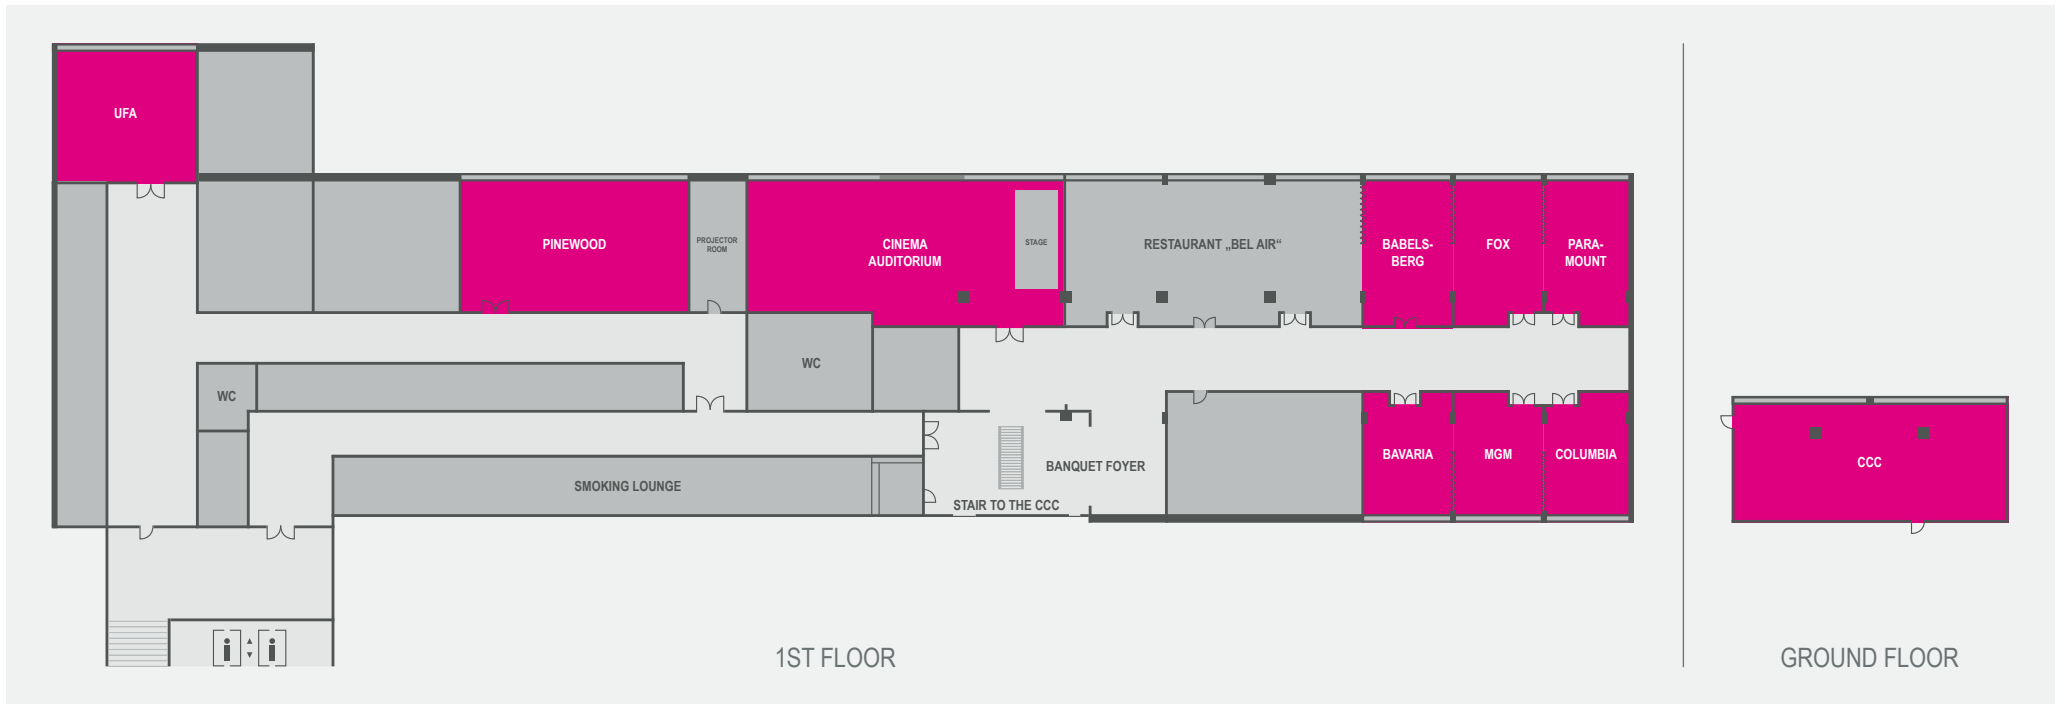 UFA
PINEWOOD
PROJECTOR
ROOM
CINEMA
AUDITORIUM
STAGE
RESTAURANT „BEL AIR“
BABELS-
BERG
FOX
PARA-
MOUNT
WC
WC
SMOKING LOUNGE
BANQUET FOYER
STAIR TO THE CCC
BAVARIA
MGM
COLUMBIA
CCC
1ST FLOOR
GROUND FLOOR